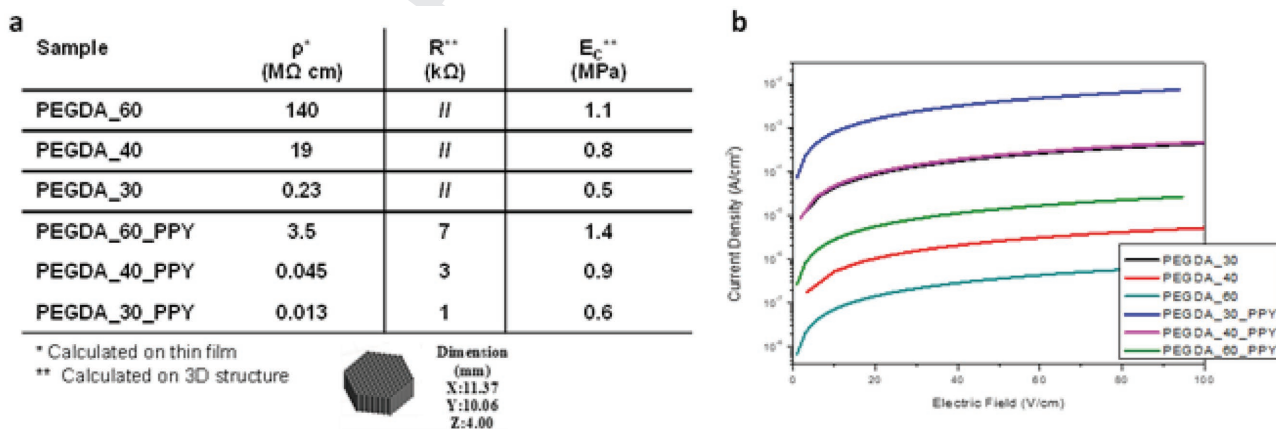 a
Sample ρ* (MΩ cm) R** (kΩ) E_C** (MPa)
PEGDA_60 140 // 1.1
PEGDA_40 19 // 0.8
PEGDA_30 0.23 // 0.5
PEGDA_60_PPY 3.5 7 1.4
PEGDA_40_PPY 0.045 3 0.9
PEGDA_30_PPY 0.013 1 0.6
* Calculated on thin film
** Calculated on 3D structure
Dimension
(mm)
X:11.37
Y:10.06
Z:4.00
b
Current Density (A/cm²)
PEGDA_30
PEGDA_40
PEGDA_60
PEGDA_30_PPY
PEGDA_40_PPY
PEGDA_60_PPY
0 20 40 60 80 100
Electric Field (V/cm)